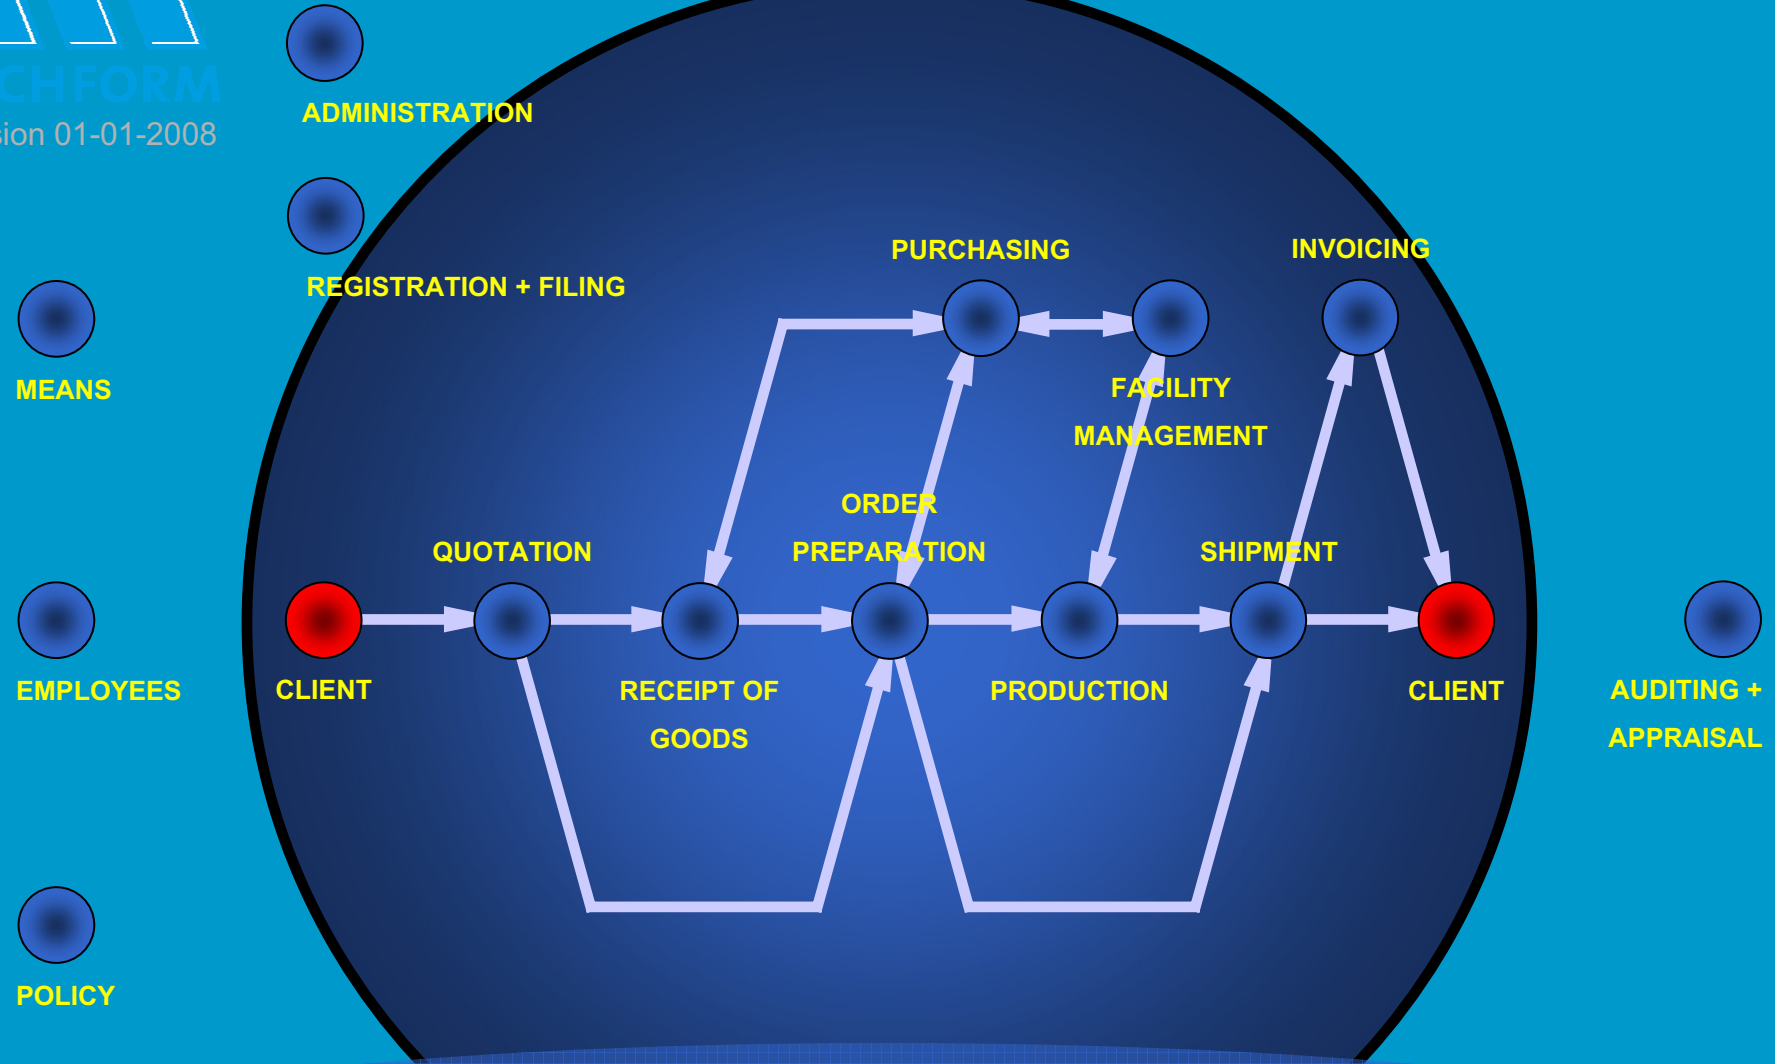 CHFORM
sion 01-01-2008
ADMINISTRATION
REGISTRATION + FILING
PURCHASING
INVOICING
MEANS
FACILITY
MANAGEMENT
ORDER
PREPARATION
QUOTATION
SHIPMENT
EMPLOYEES
CLIENT
RECEIPT OF
GOODS
PRODUCTION
CLIENT
AUDITING +
APPRAISAL
POLICY